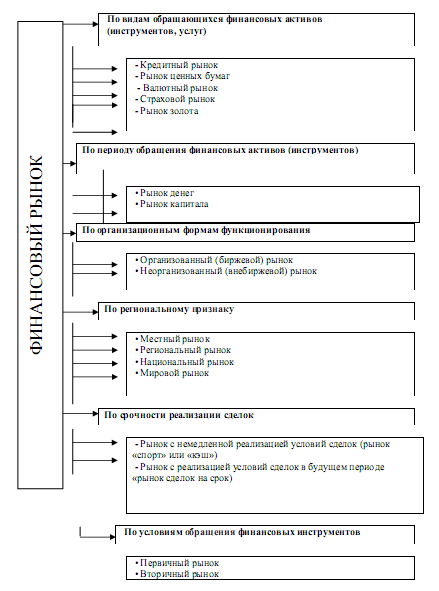 ФИНАНСОВЫЙ РЫНОК
По видам обращающихся финансовых активов
(инструментов, услуг)
- Кредитный рынок
- Рынок ценных бумаг
- Валютный рынок
- Страховой рынок
- Рынок золота
По периоду обращения финансовых активов (инструментов)
• Рынок денег
• Рынок капитала
По организационным формам функционирования
• Организованный (биржевой) рынок
• Неорганизованный (внебиржевой) рынок
По региональному признаку
• Местный рынок
• Региональный рынок
• Национальный рынок
• Мировой рынок
По срочности реализации сделок
- Рынок с немедленной реализацией условий сделок (рынок
«спорт» или «кэш»)
- Рынок с реализацией условий сделок в будущем периоде
«рынок сделок на срок)
По условиям обращения финансовых инструментов
• Первичный рынок
• Вторичный рынок